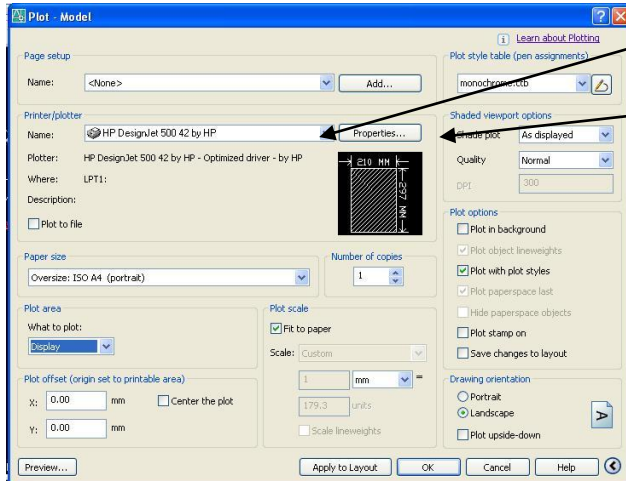 Plot - Model
Learn about Plotting
Page setup
Name: <None> Add...
Plot style table (pen assignments)
monochrome.ctb
Printer/plotter
Name: HP DesignJet 500 42 by HP Properties...
Plotter: HP DesignJet 500 42 by HP - Optimized driver - by HP
Where: LPT1:
Description:
Plot to file
210 MM
297 MM
Shaded viewport options
Shade plot As displayed
Quality Normal
DPI 300
Paper size
Oversize: ISO A4 (portrait)
Number of copies
1
Plot options
Plot in background
Plot object lineweights
Plot with plot styles
Plot paperspace last
Hide paperspace objects
Plot stamp on
Save changes to layout
Plot area
What to plot:
Display
Plot scale
Fit to paper
Scale: Custom
1 mm =
179.3 units
Scale lineweights
Plot offset (origin set to printable area)
X: 0.00 mm Center the plot
Y: 0.00 mm
Drawing orientation
Portrait
Landscape
Plot upside-down
A
Preview... Apply to Layout OK Cancel Help